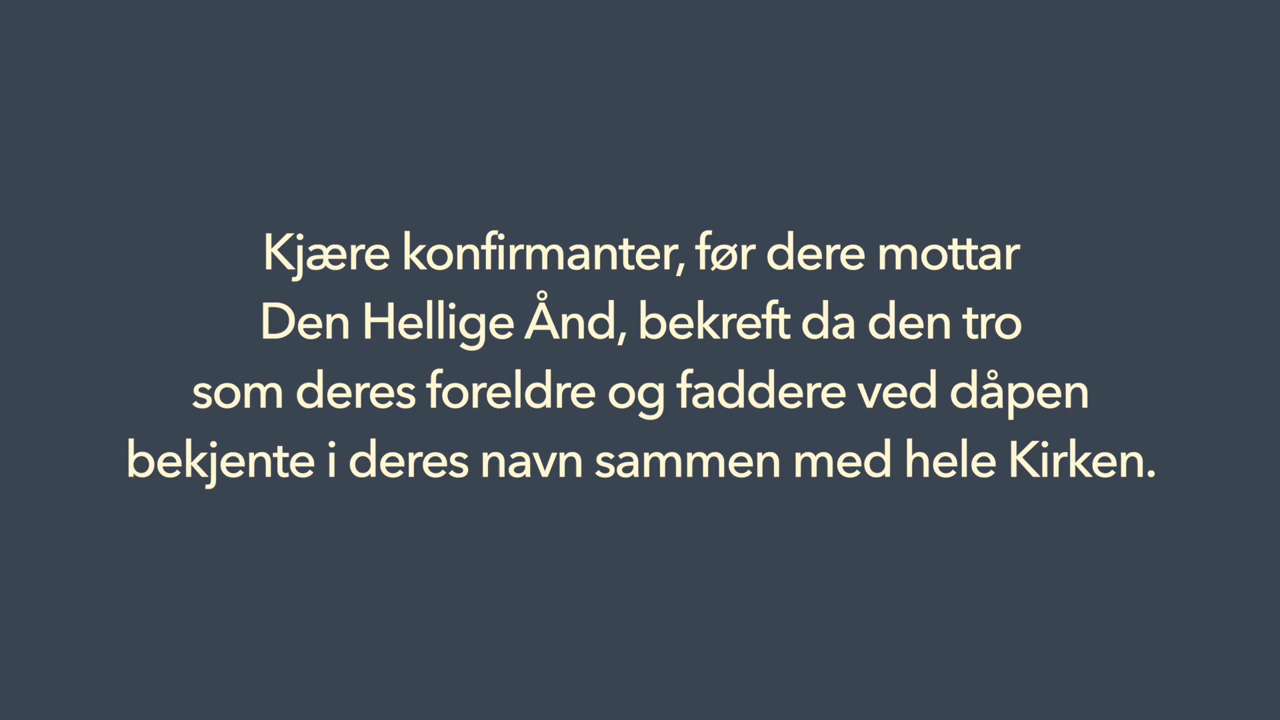 Kjære konfirmanter, før dere mottar
Den Hellige Ånd, bekreft da den tro
som deres foreldre og faddere ved dåpen
bekjente i deres navn sammen med hele Kirken.